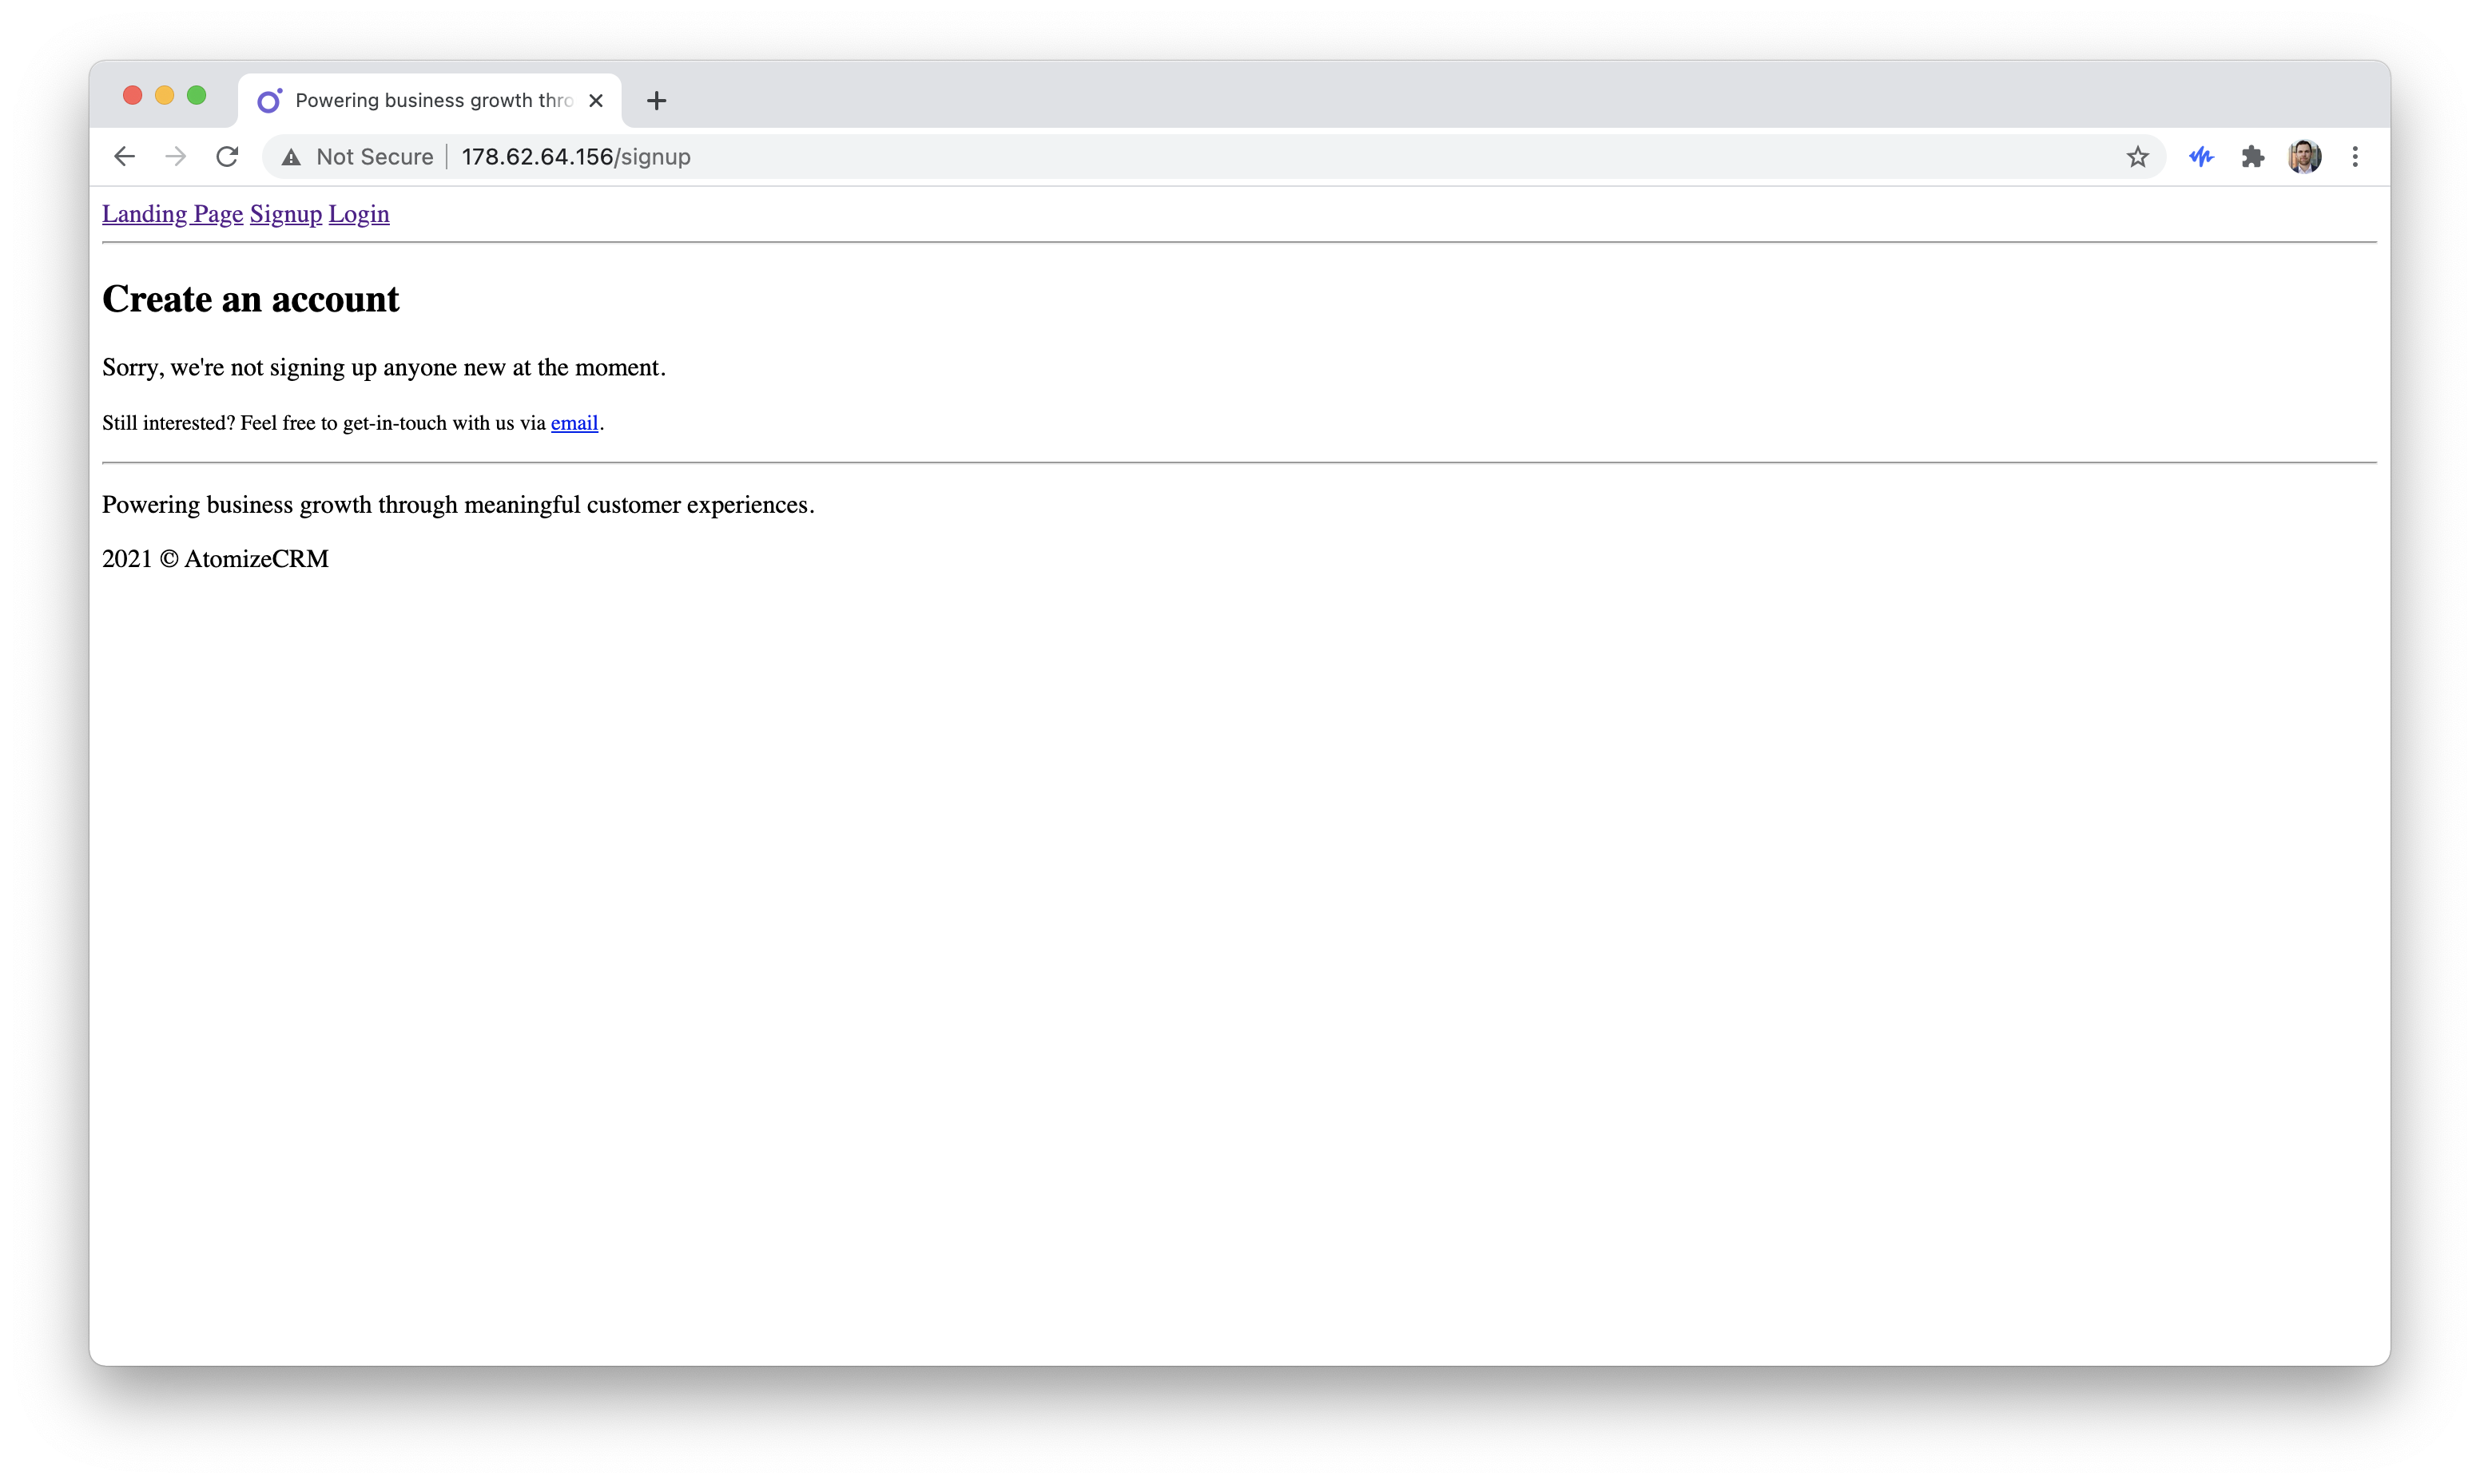 Powering business growth thro
Not Secure | 178.62.64.156/signup
Landing Page Signup Login
Create an account
Sorry, we're not signing up anyone new at the moment.
Still interested? Feel free to get-in-touch with us via email.
Powering business growth through meaningful customer experiences.
2021 © AtomizeCRM